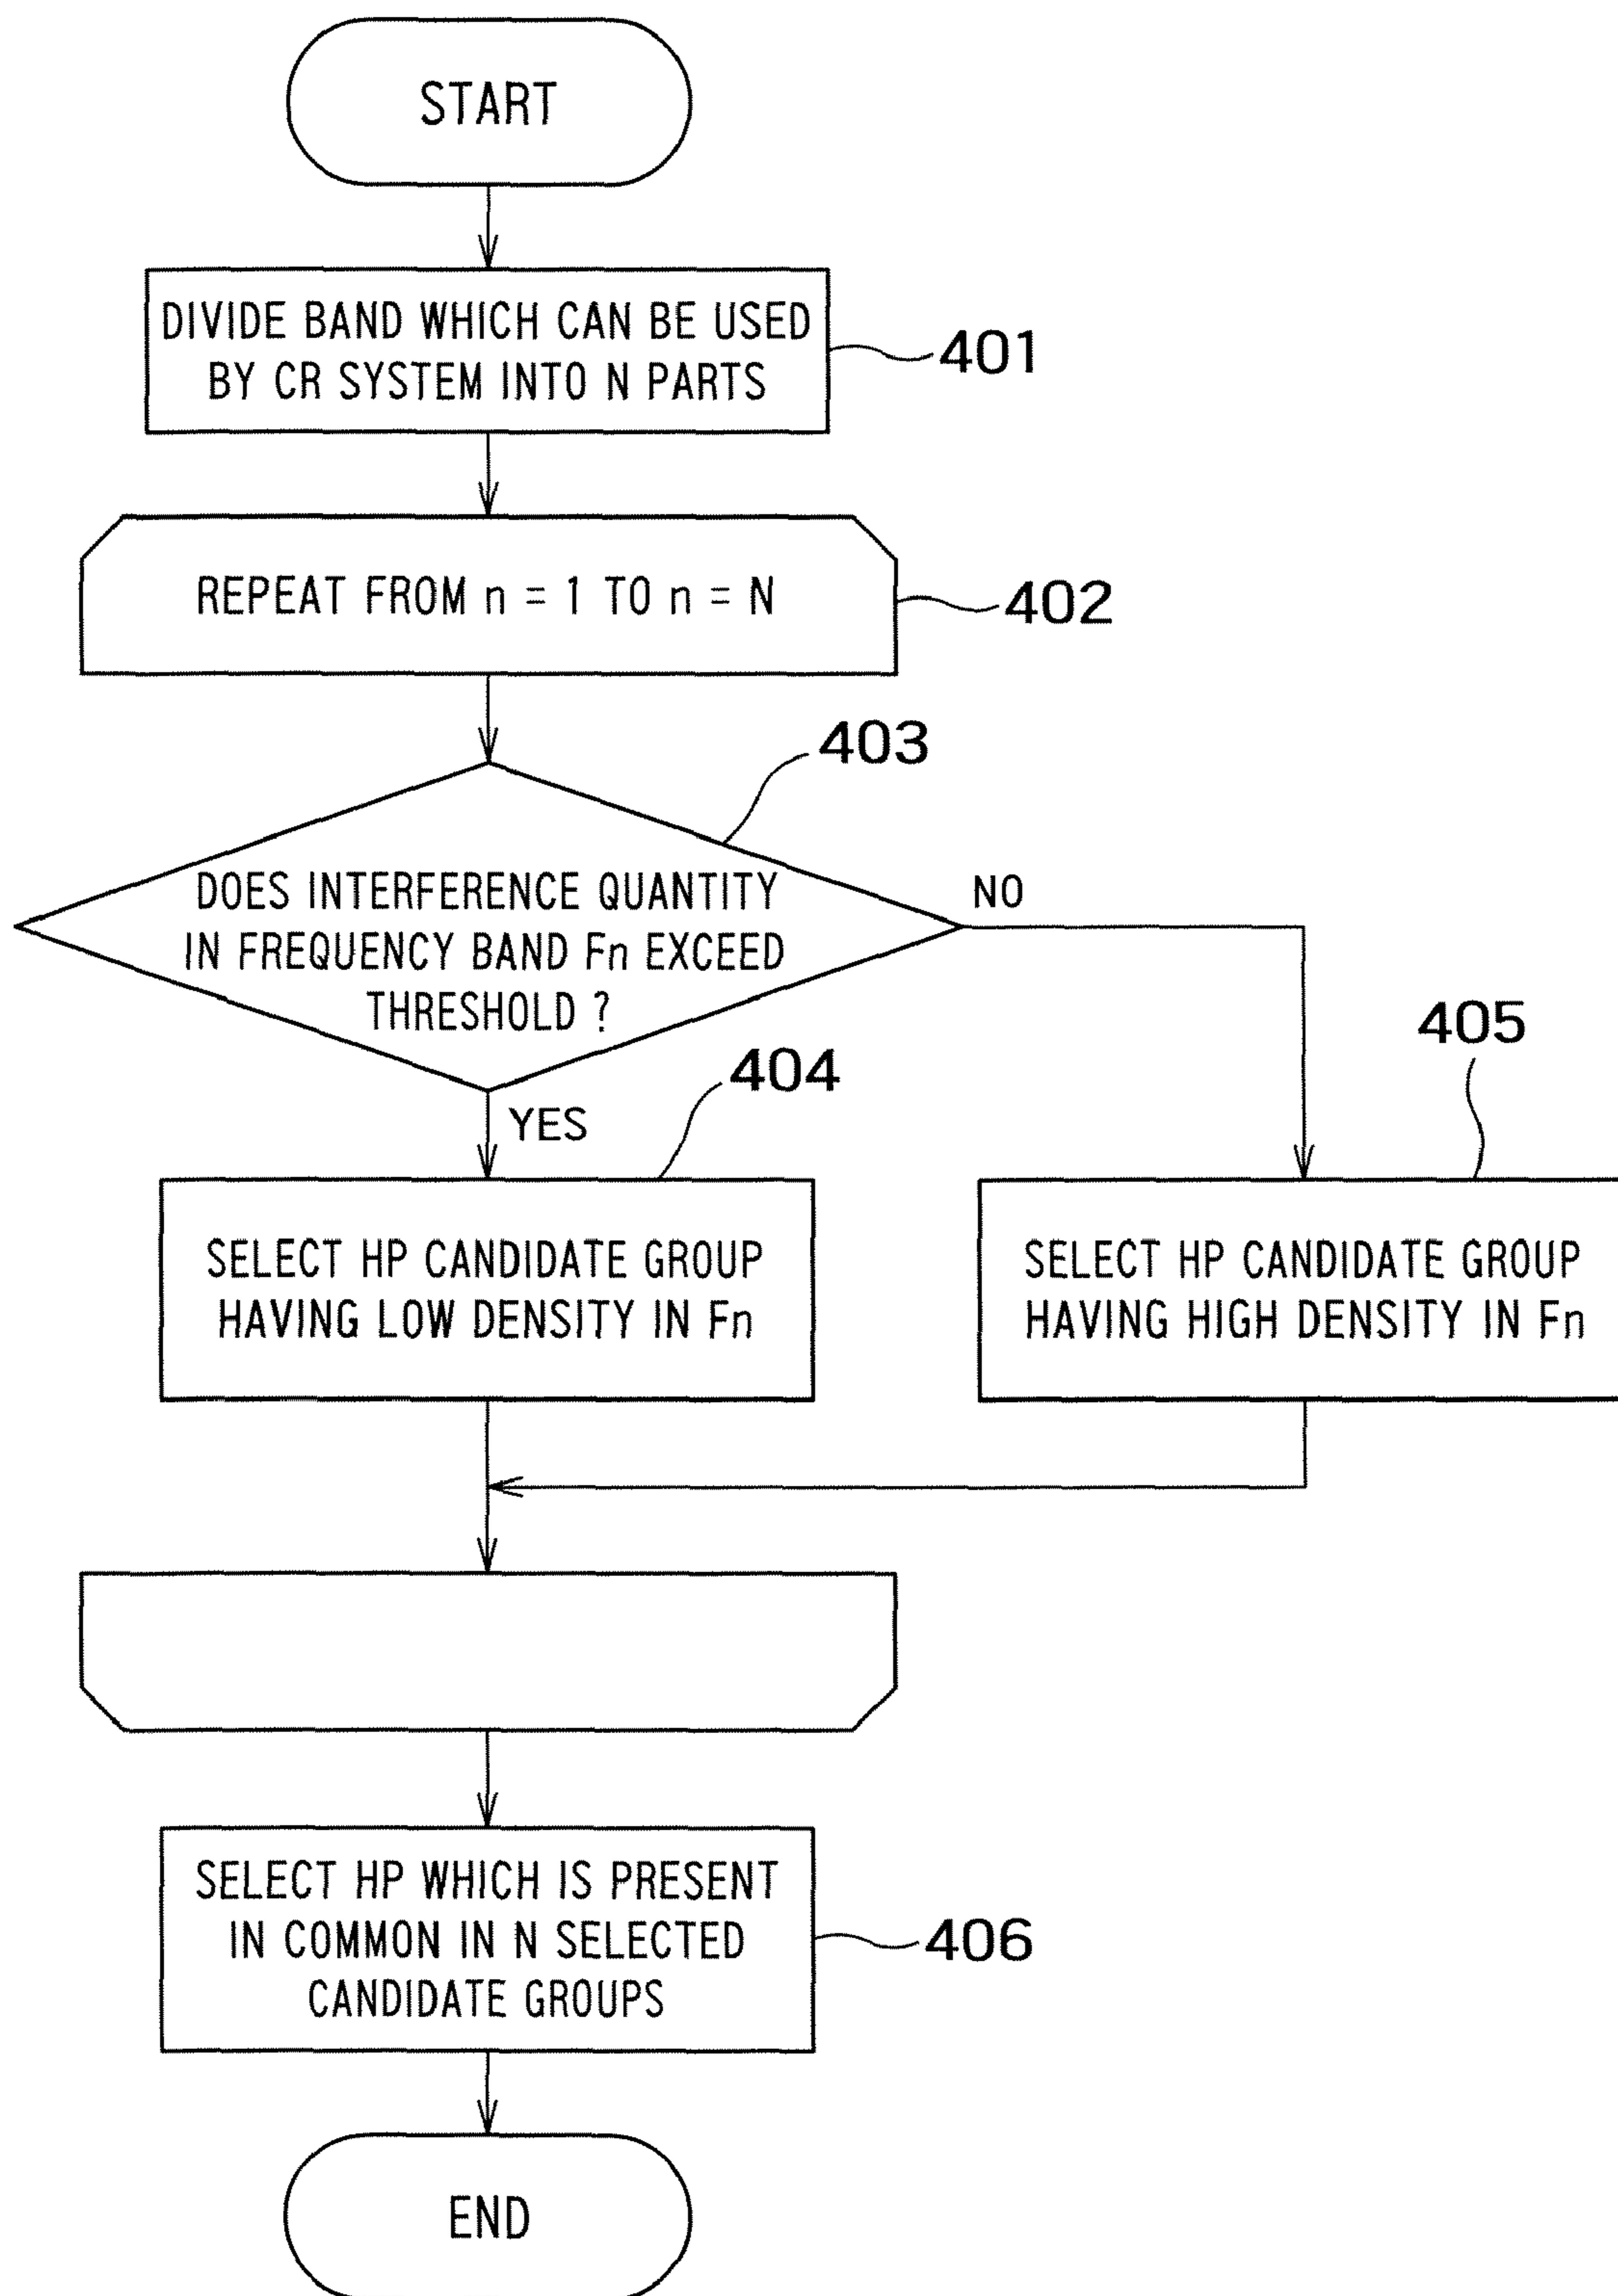 START
DIVIDE BAND WHICH CAN BE USED
BY CR SYSTEM INTO N PARTS
401
REPEAT FROM n = 1 TO n = N
402
403
DOES INTERFERENCE QUANTITY
IN FREQUENCY BAND Fn EXCEED
THRESHOLD ?
NO
YES
404
405
SELECT HP CANDIDATE GROUP
HAVING LOW DENSITY IN Fn
SELECT HP CANDIDATE GROUP
HAVING HIGH DENSITY IN Fn
SELECT HP WHICH IS PRESENT
IN COMMON IN N SELECTED
CANDIDATE GROUPS
406
END